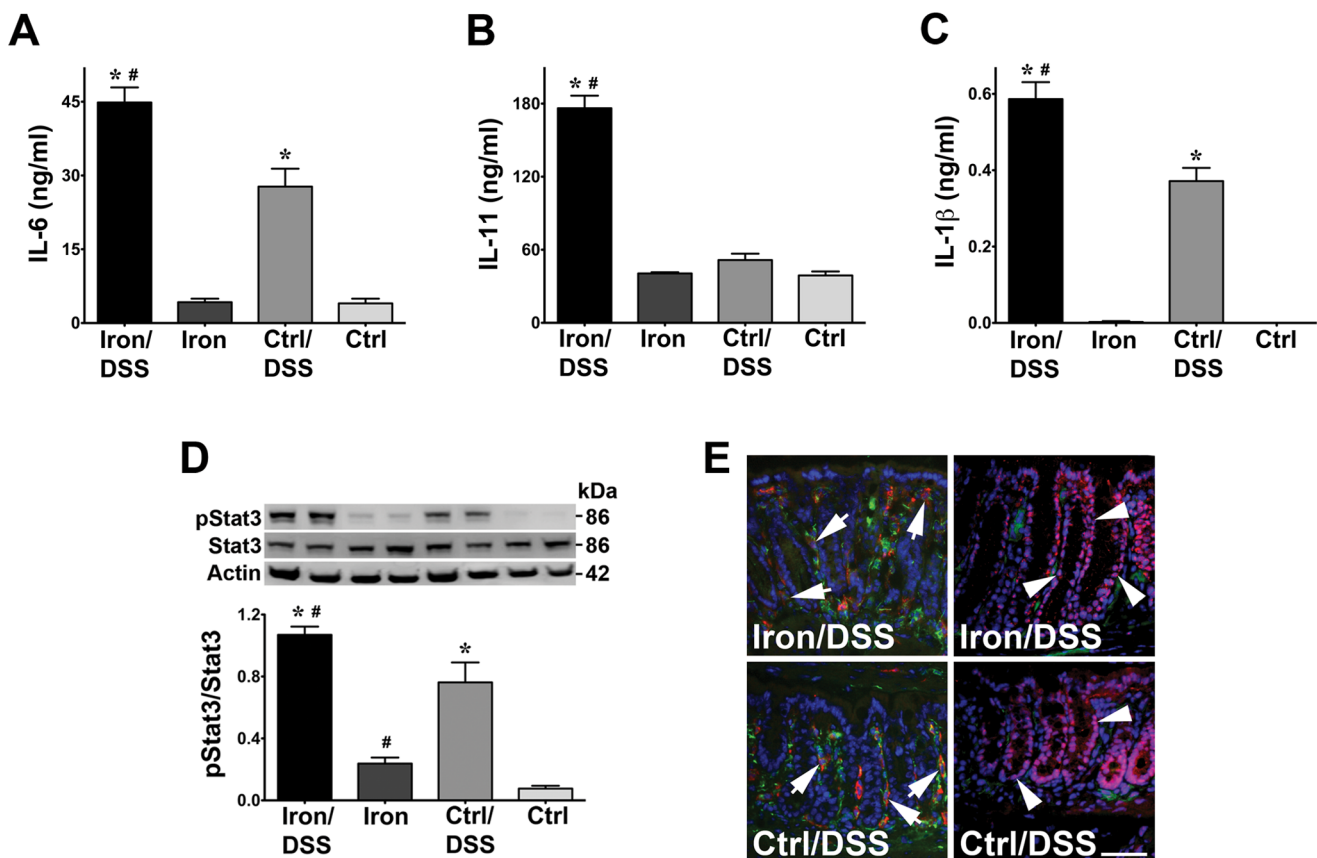 A
IL-6 (ng/ml)
45
30
15
0
* #
*
Iron/
DSS
Iron
Ctrl/
DSS
Ctrl
B
IL-11 (ng/ml)
180
120
60
0
* #
Iron/
DSS
Iron
Ctrl/
DSS
Ctrl
C
IL-1β (ng/ml)
0.6
0.4
0.2
0.0
* #
*
Iron/
DSS
Iron
Ctrl/
DSS
Ctrl
D
kDa
pStat3
86
Stat3
86
Actin
42
pStat3/Stat3
1.2
0.8
0.4
0.0
* #
#
*
Iron/
DSS
Iron
Ctrl/
DSS
Ctrl
E
Iron/DSS
Iron/DSS
Ctrl/DSS
Ctrl/DSS